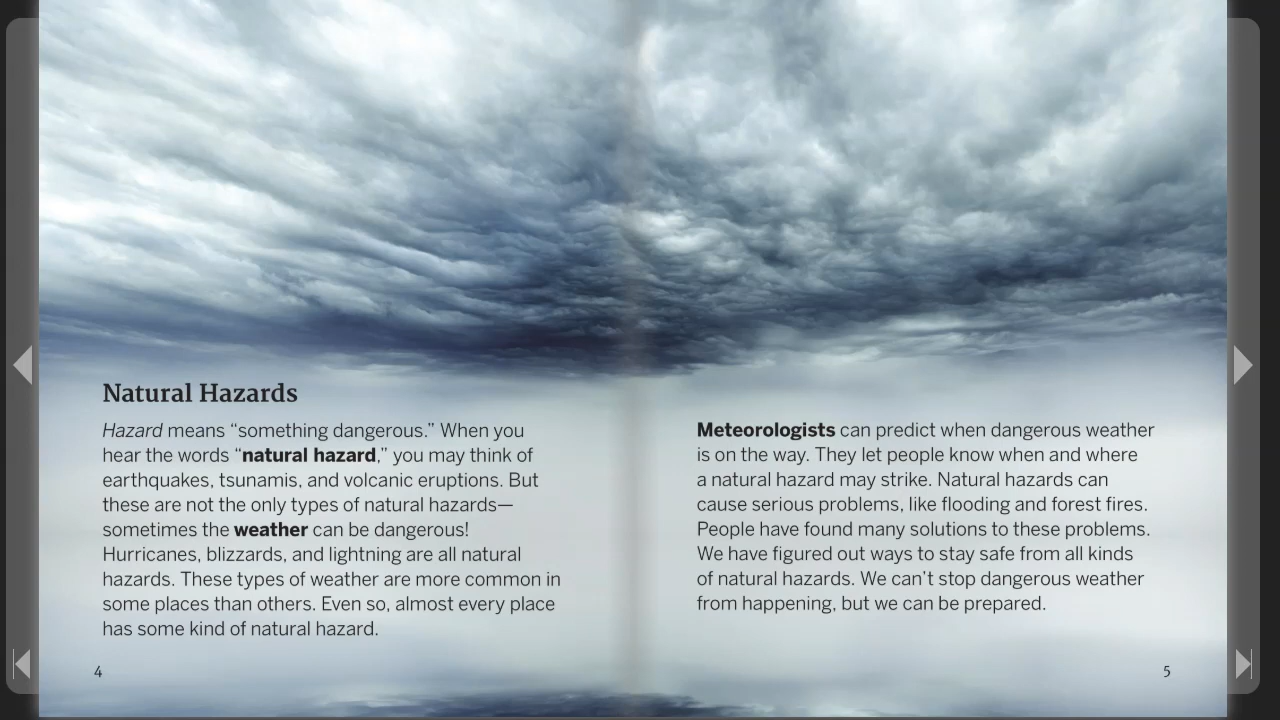 Natural Hazards
Hazard means “something dangerous.” When you
hear the words “natural hazard,” you may think of
earthquakes, tsunamis, and volcanic eruptions. But
these are not the only types of natural hazards—
sometimes the weather can be dangerous!
Hurricanes, blizzards, and lightning are all natural
hazards. These types of weather are more common in
some places than others. Even so, almost every place
has some kind of natural hazard.
4
Meteorologists can predict when dangerous weather
is on the way. They let people know when and where
a natural hazard may strike. Natural hazards can
cause serious problems, like flooding and forest fires.
People have found many solutions to these problems.
We have figured out ways to stay safe from all kinds
of natural hazards. We can’t stop dangerous weather
from happening, but we can be prepared.
5